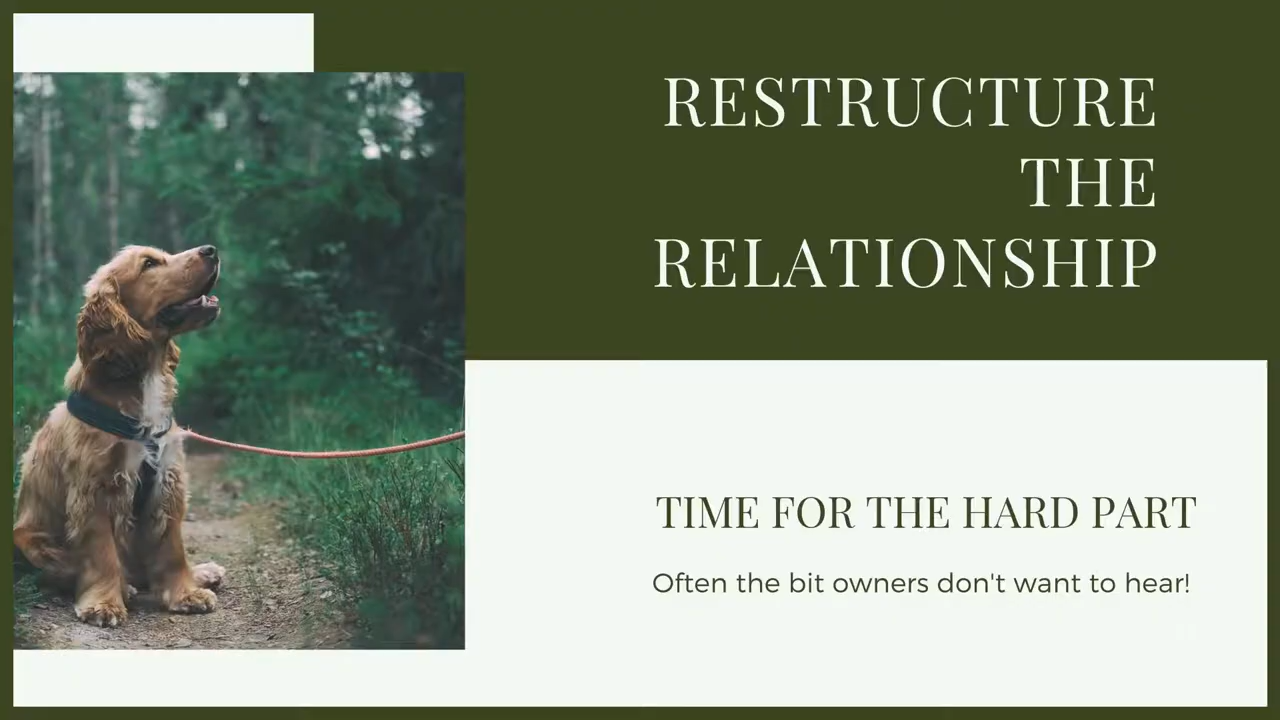 RESTRUCTURE
THE
RELATIONSHIP
TIME FOR THE HARD PART
Often the bit owners don't want to hear!